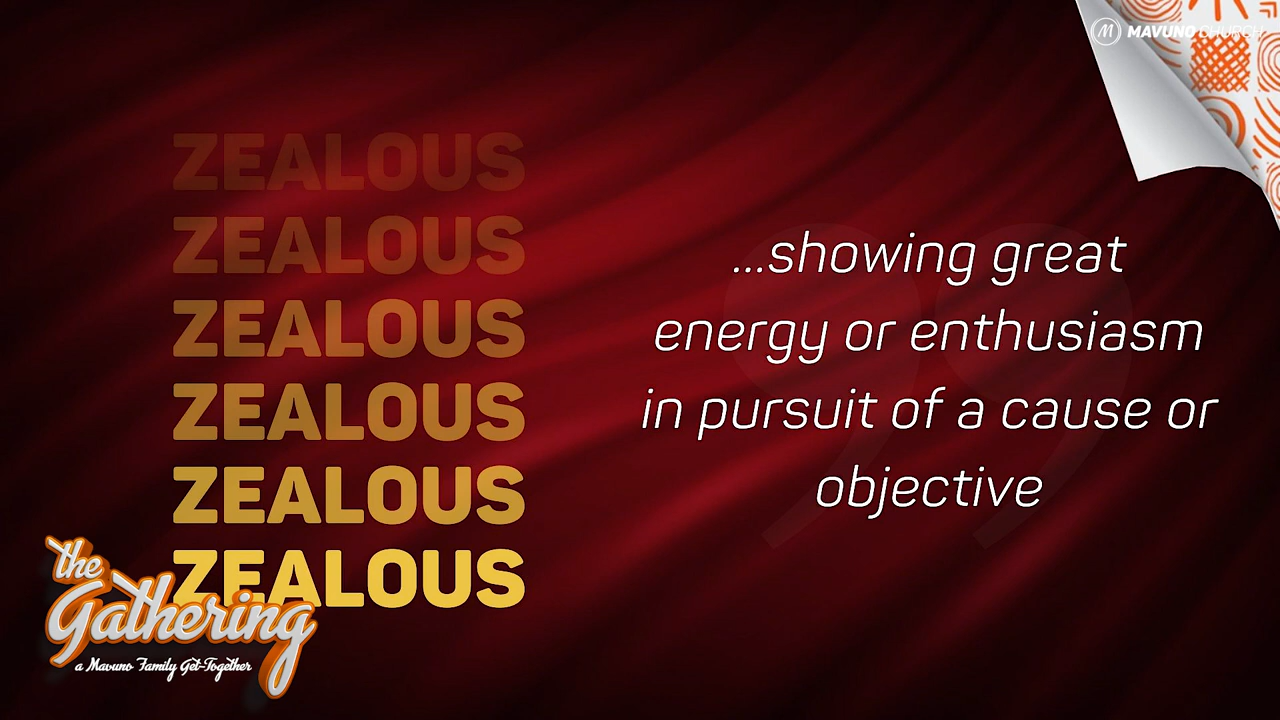 MAVUNO CHURCH
ZEALOUS
ZEALOUS
ZEALOUS
ZEALOUS
ZEALOUS
ZEALOUS
...showing great
energy or enthusiasm
in pursuit of a cause or
objective
the
Gathering
a Mavuno Family Get-Together